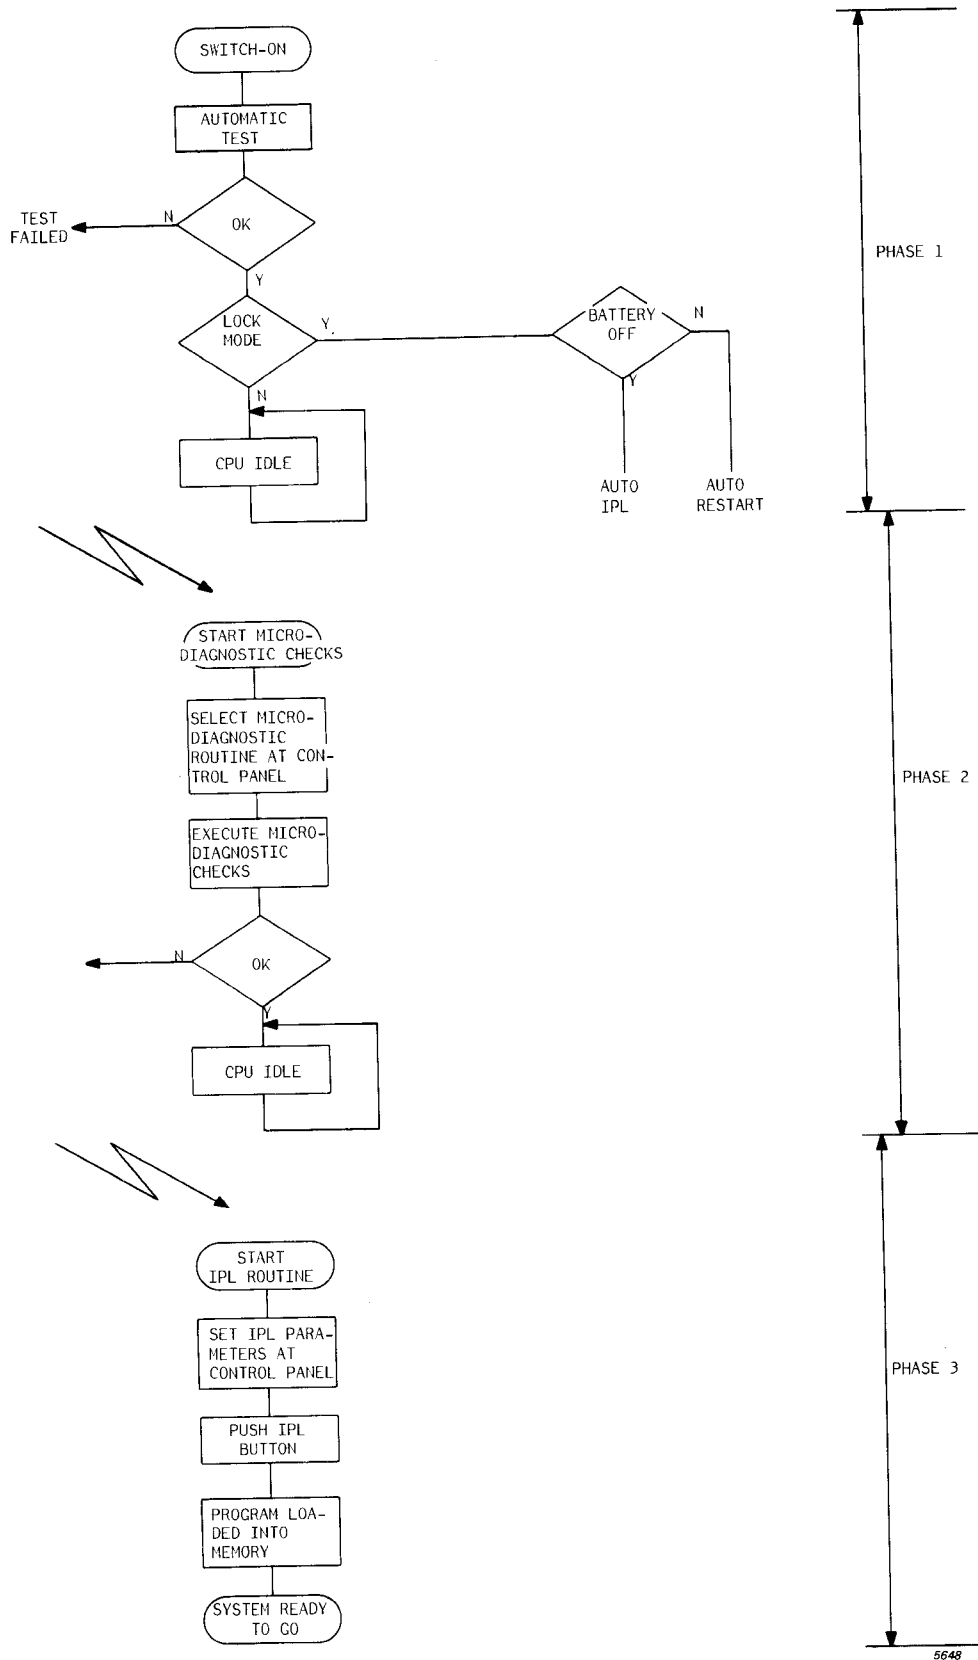 SWITCH-ON
AUTOMATIC
TEST
OK
N
TEST
FAILED
Y
LOCK
MODE
Y
BATTERY
OFF
N
Y
N
CPU IDLE
AUTO
IPL
AUTO
RESTART
PHASE 1
START MICRO-
DIAGNOSTIC CHECKS
SELECT MICRO-
DIAGNOSTIC
ROUTINE AT CON-
TROL PANEL
EXECUTE MICRO-
DIAGNOSTIC
CHECKS
OK
N
Y
CPU IDLE
PHASE 2
START
IPL ROUTINE
SET IPL PARA-
METERS AT
CONTROL PANEL
PUSH IPL
BUTTON
PROGRAM LOA-
DED INTO
MEMORY
SYSTEM READY
TO GO
PHASE 3
5648